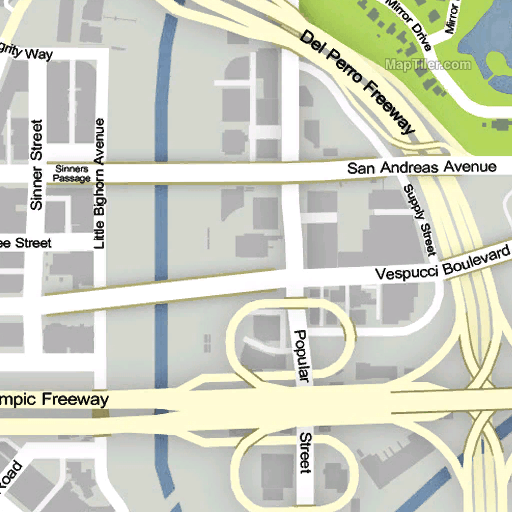 Mirror Drive
Mirror
grity Way
Del Perro Freeway
MapTiler.com
Sinner Street
Little Bighorn Avenue
Sinners
Passage
San Andreas Avenue
Supply Street
ee Street
Vespucci Boulevard
Popular
Street
mpic Freeway
Road